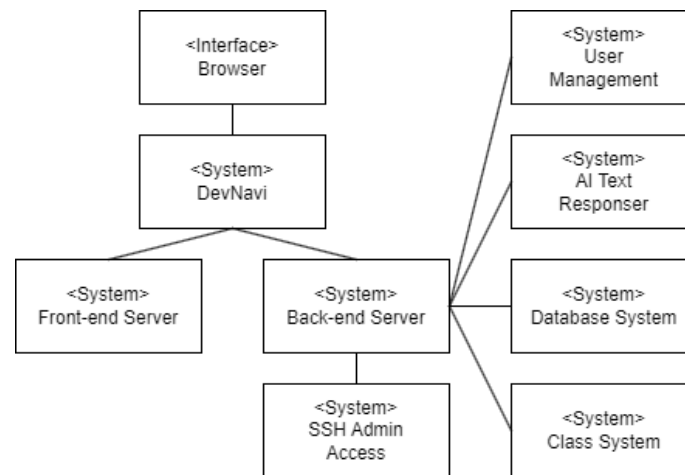 <Interface>
Browser
<System>
DevNavi
<System>
Front-end Server
<System>
Back-end Server
<System>
SSH Admin
Access
<System>
User
Management
<System>
AI Text
Responser
<System>
Database System
<System>
Class System